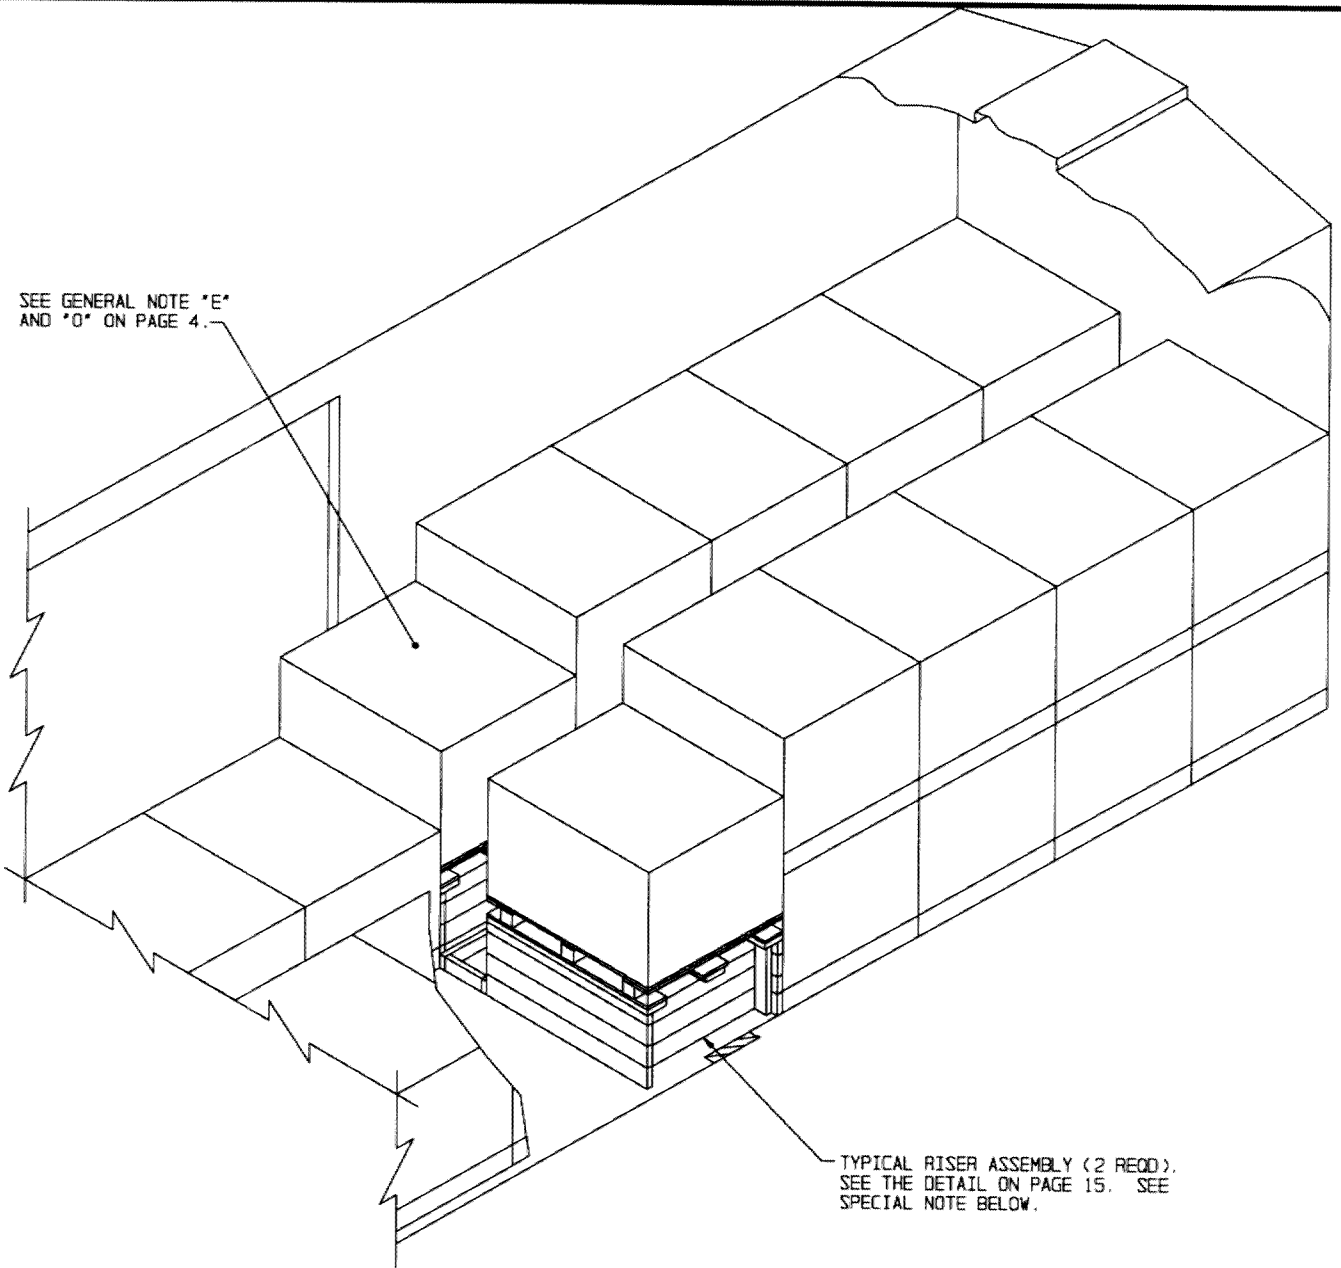 SEE GENERAL NOTE "E"
AND "O" ON PAGE 4.
TYPICAL RISER ASSEMBLY (2 REQD).
SEE THE DETAIL ON PAGE 15. SEE
SPECIAL NOTE BELOW.